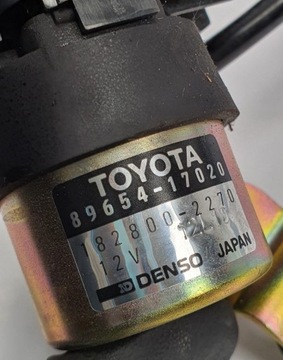 TOYOTA
89654-17020
182800-2270
12V
DENSO JAPAN